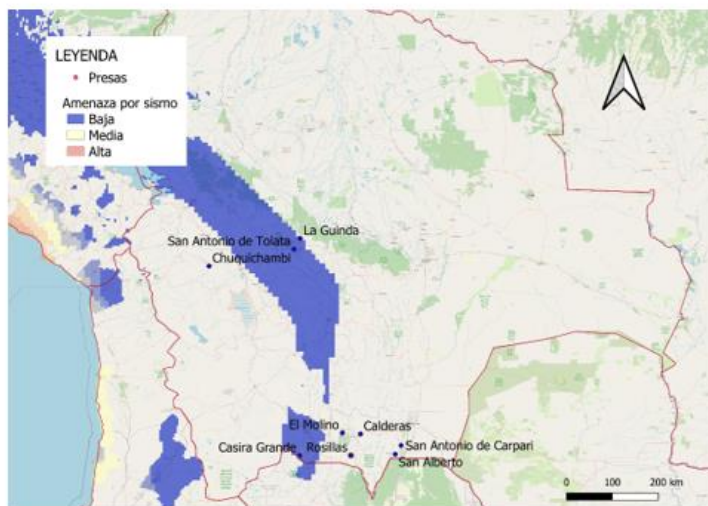 LEYENDA
Presas
Amenaza por sismo
Baja
Media
Alta
La Guinda
San Antonio de Tolata
Chuquichambi
El Molino
Calderas
Casira Grande
Rosillas
San Antonio de Carpari
San Alberto
0 100 200 km